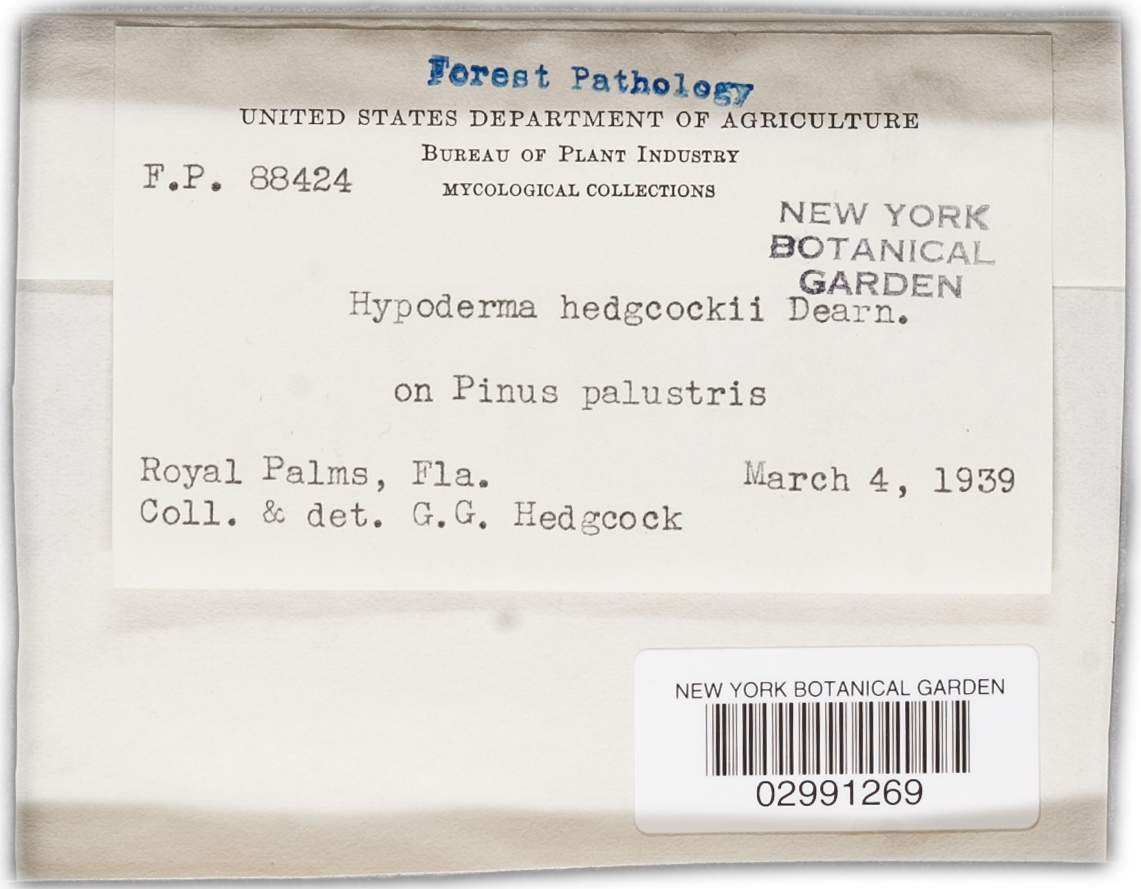 Forest Pathology
UNITED STATES DEPARTMENT OF AGRICULTURE
BUREAU OF PLANT INDUSTRY
F.P. 88424
MYCOLOGICAL COLLECTIONS
NEW YORK
BOTANICAL
GARDEN
Hypoderma hedgcockii Dearn.
on Pinus palustris
Royal Palms, Fla.
March 4, 1939
Coll. & det. G.G. Hedgcock
NEW YORK BOTANICAL GARDEN
02991269